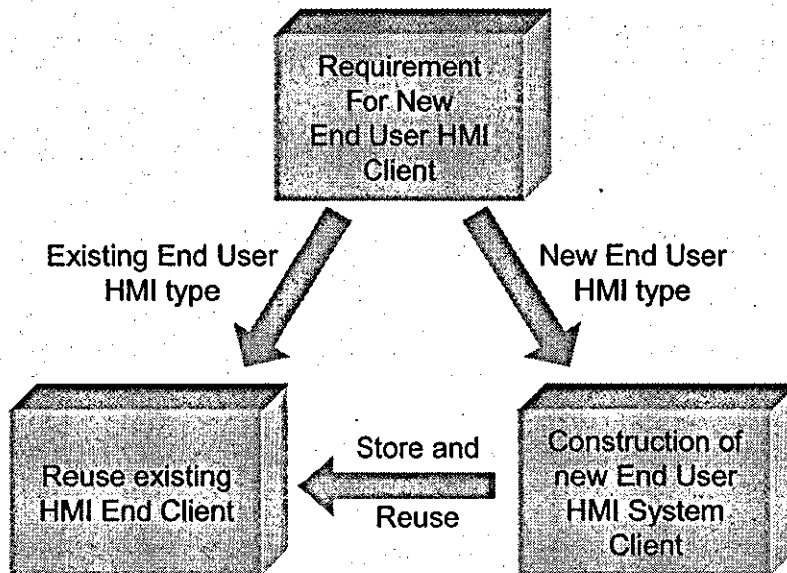 Requirement
For New
End User HMI
Client
Existing End User
HMI type
New End User
HMI type
Reuse existing
HMI End Client
Store and
Reuse
Construction of
new End User
HMI System
Client